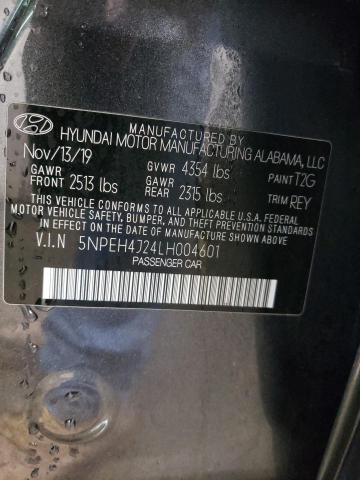 MANUFACTURED BY
HYUNDAI MOTOR MANUFACTURING ALABAMA, LLC
Nov/13/19 GVWR 4354 lbs PAINT T2G
GAWR FRONT 2513 lbs GAWR REAR 2315 lbs TRIM REY
THIS VEHICLE CONFORMS TO ALL APPLICABLE U.S.A. FEDERAL
MOTOR VEHICLE SAFETY, BUMPER, AND THEFT PREVENTION STANDARDS
IN EFFECT ON THE DATE OF MANUFACTURE SHOWN ABOVE.
V.I.N 5NPEH4J24LH004601
PASSENGER CAR